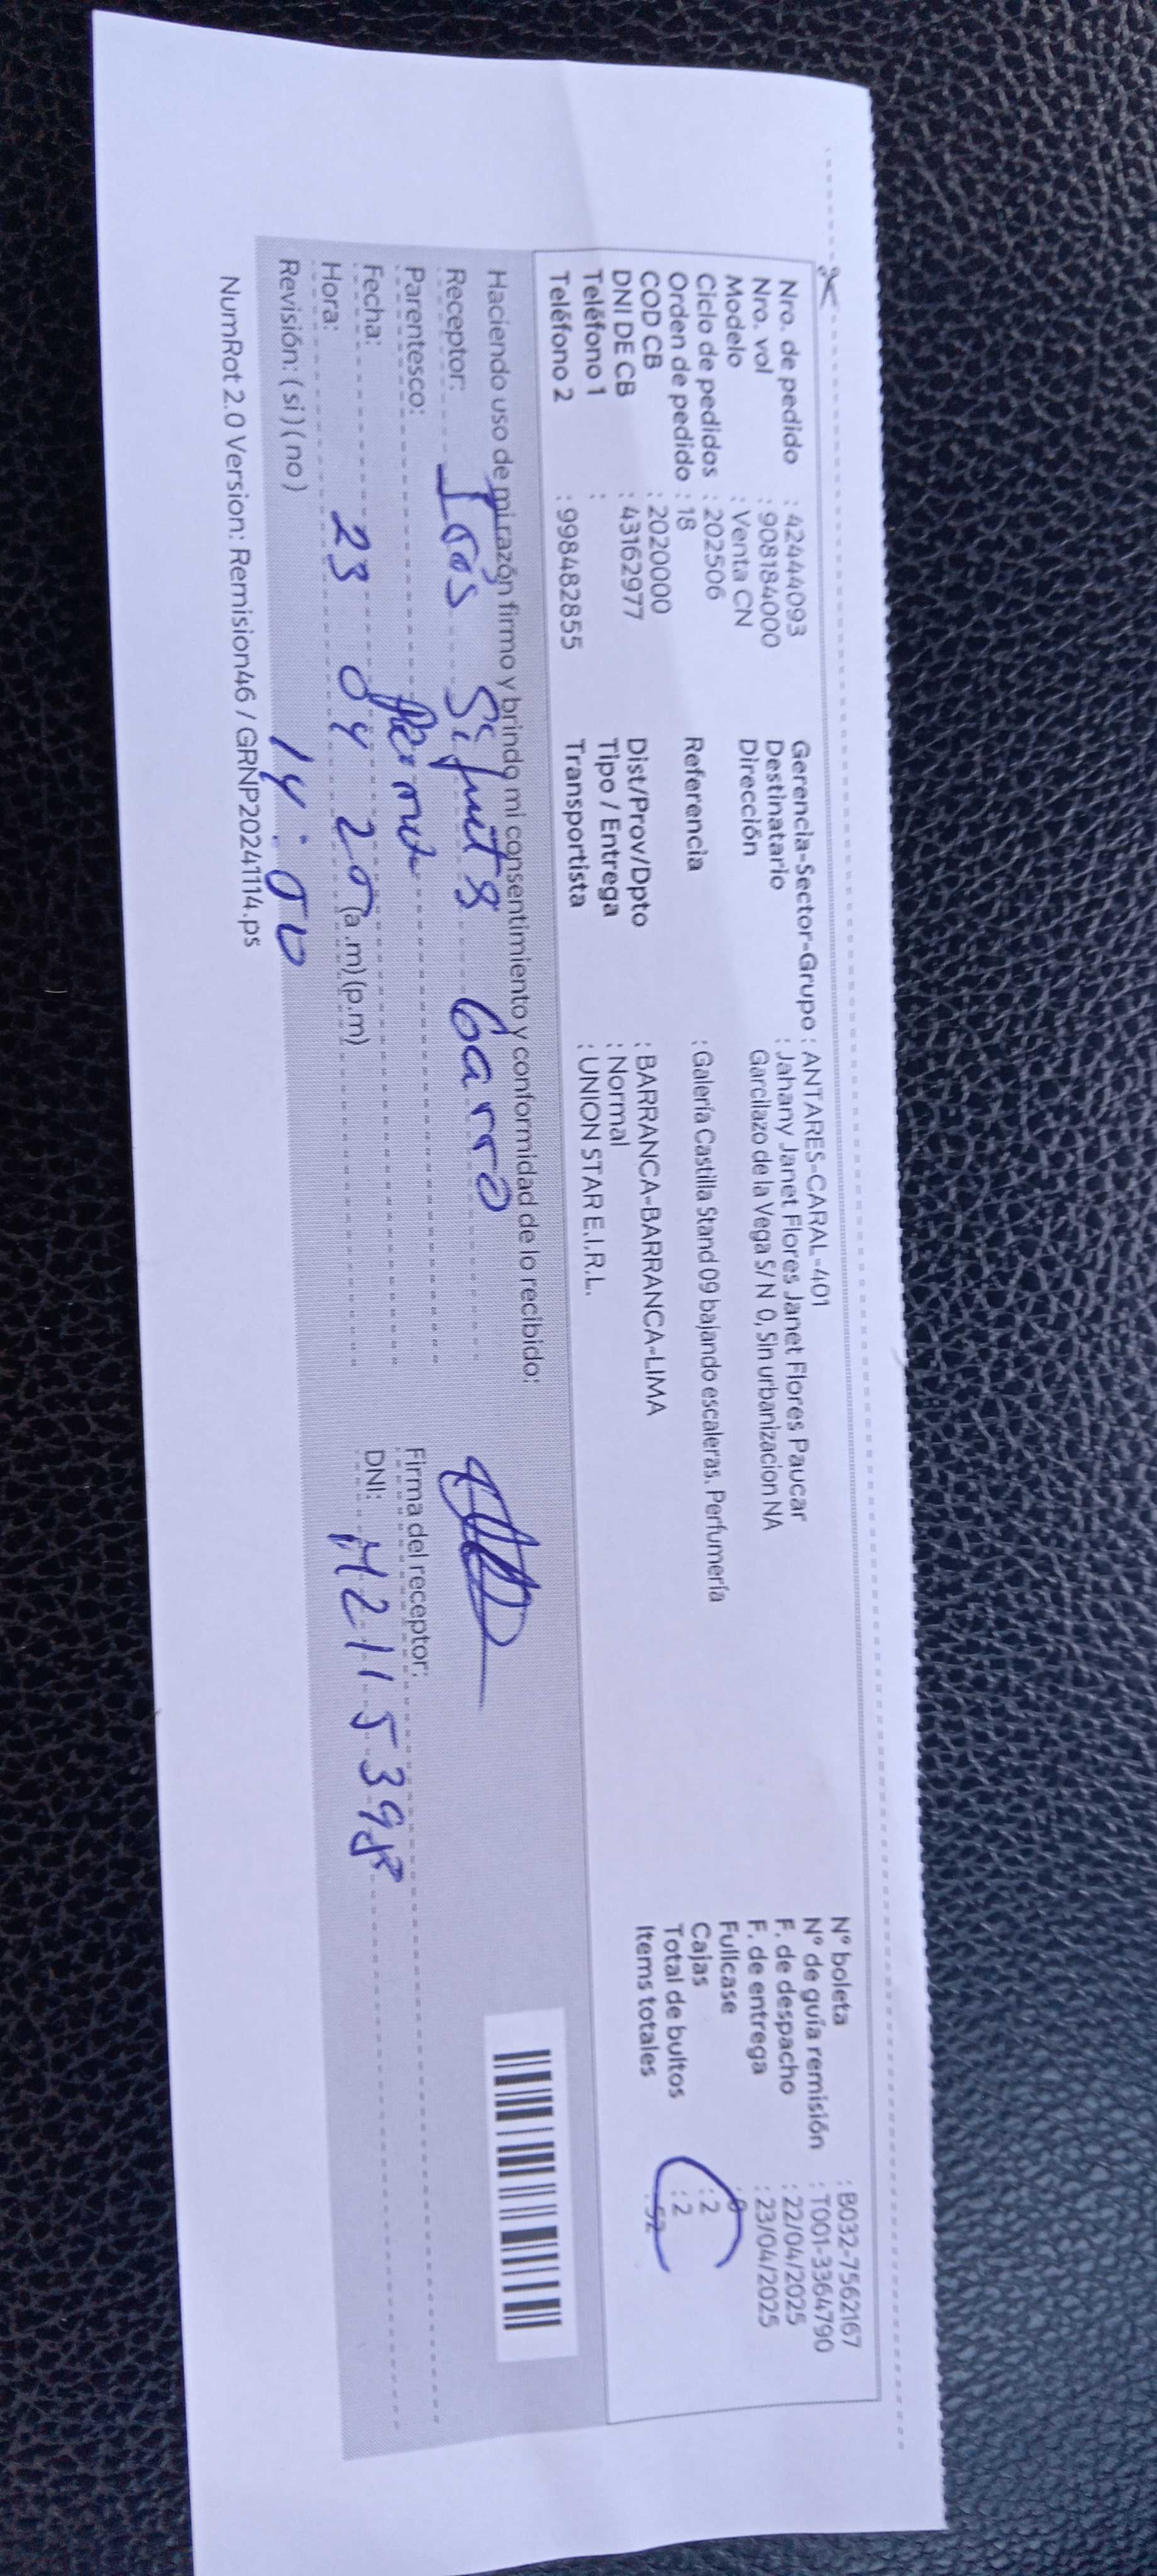 Nro. de pedido : 42444093
Nro. vol : 908184000
Modelo : Venta CN
Ciclo de pedidos : 202506
Orden de pedido : 18
COD CB : 2020000
DNI DE CB : 43162977
Teléfono 1 :
Teléfono 2 : 998482855
Gerencia-Sector-Grupo : ANTARES-CARAL-401
Destinatario : Jahany Janet Flores Janet Flores Paucar
Dirección Garcilazo de la Vega S/N 0, Sin urbanizacion NA
Referencia : Galería Castilla Stand 09 bajando escaleras. Perfumería
Dist/Prov/Dpto : BARRANCA-BARRANCA-LIMA
Tipo / Entrega : Normal
Transportista : UNION STAR E.I.R.L.
N° boleta : B032-7562167
N° de guía remisión : T001-3364790
F. de despacho : 22/04/2025
F. de entrega : 23/04/2025
Fullcase : 0
Cajas : 2
Total de bultos : 2
Items totales : 52
Haciendo uso de mi razón firmo y brindo mi consentimiento y conformidad de lo recibido:
Receptor: Garro
Parentesco:
Fecha: 23 04
Hora: (a.m)(p.m)
Revisión: (si)(no) 14:00
Firma del receptor:
DNI: 42115398
NumRot 2.0 Version: Remision46 / GRNP20241114.ps